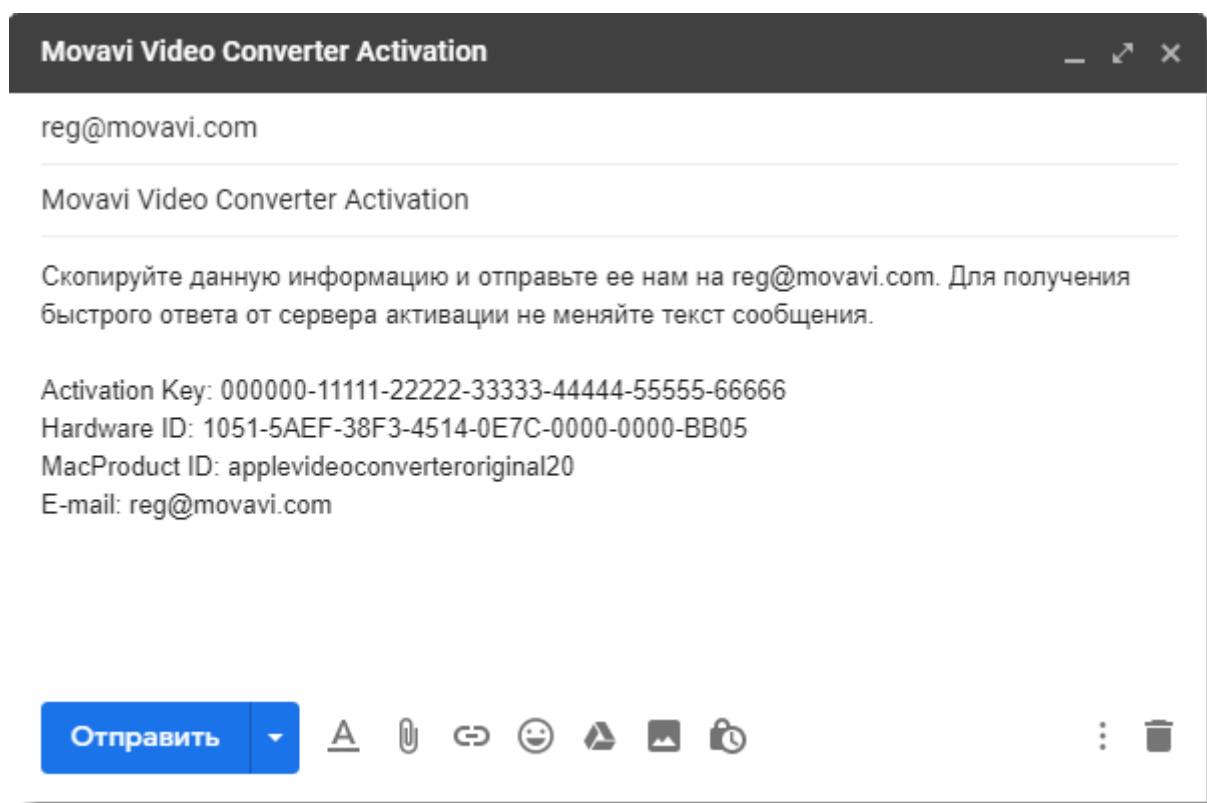 Movavi Video Converter Activation
reg@movavi.com
Movavi Video Converter Activation
Скопируйте данную информацию и отправьте ее нам на reg@movavi.com. Для получения
быстрого ответа от сервера активации не меняйте текст сообщения.
Activation Key: 000000-11111-22222-33333-44444-55555-66666
Hardware ID: 1051-5AEF-38F3-4514-0E7C-0000-0000-BB05
MacProduct ID: applevideoconverteroriginal20
E-mail: reg@movavi.com
Отправить